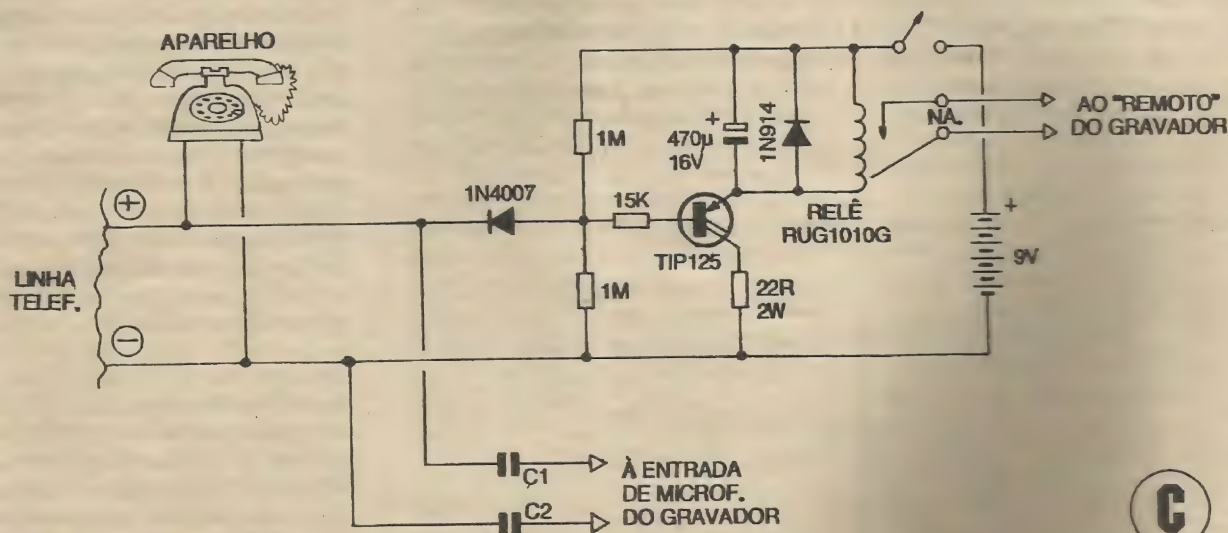 APARELHO
+
LINHA
TELEF.
−
1N4007
1M
1M
15K
TIP125
470µ
16V
+
1N914
RELÊ
RUG1010G
22R
2W
NA.
AO "REMOTO"
DO GRAVADOR
+
9V
C1
C2
À ENTRADA
DE MICROF.
DO GRAVADOR
C